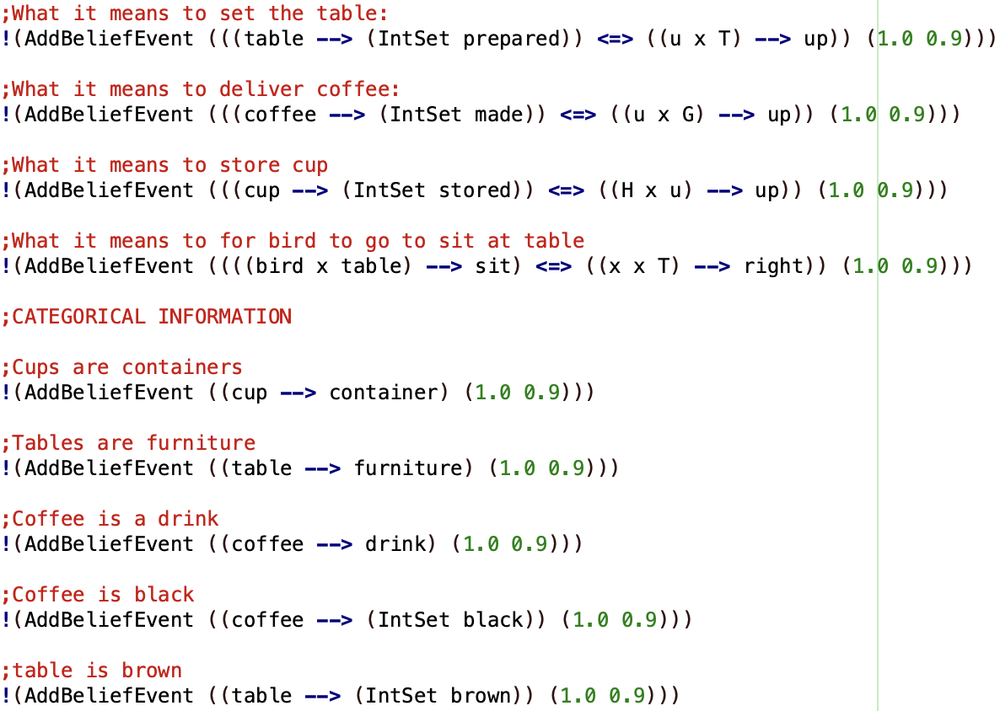 ;What it means to set the table:
!(AddBeliefEvent (((table --> (IntSet prepared)) <=> ((u x T) --> up)) (1.0 0.9)))
;What it means to deliver coffee:
!(AddBeliefEvent (((coffee --> (IntSet made)) <=> ((u x G) --> up)) (1.0 0.9)))
;What it means to store cup
!(AddBeliefEvent (((cup --> (IntSet stored)) <=> ((H x u) --> up)) (1.0 0.9)))
;What it means to for bird to go to sit at table
!(AddBeliefEvent ((((bird x table) --> sit) <=> ((x x T) --> right)) (1.0 0.9)))
;CATEGORICAL INFORMATION
;Cups are containers
!(AddBeliefEvent ((cup --> container) (1.0 0.9)))
;Tables are furniture
!(AddBeliefEvent ((table --> furniture) (1.0 0.9)))
;Coffee is a drink
!(AddBeliefEvent ((coffee --> drink) (1.0 0.9)))
;Coffee is black
!(AddBeliefEvent ((coffee --> (IntSet black)) (1.0 0.9)))
;table is brown
!(AddBeliefEvent ((table --> (IntSet brown)) (1.0 0.9)))